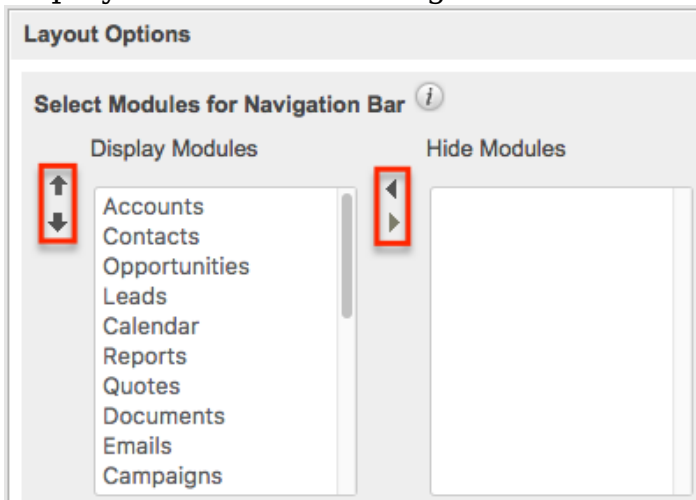 Layout Options
Select Modules for Navigation Bar i
Display Modules Hide Modules
Accounts
Contacts
Opportunities
Leads
Calendar
Reports
Quotes
Documents
Emails
Campaigns